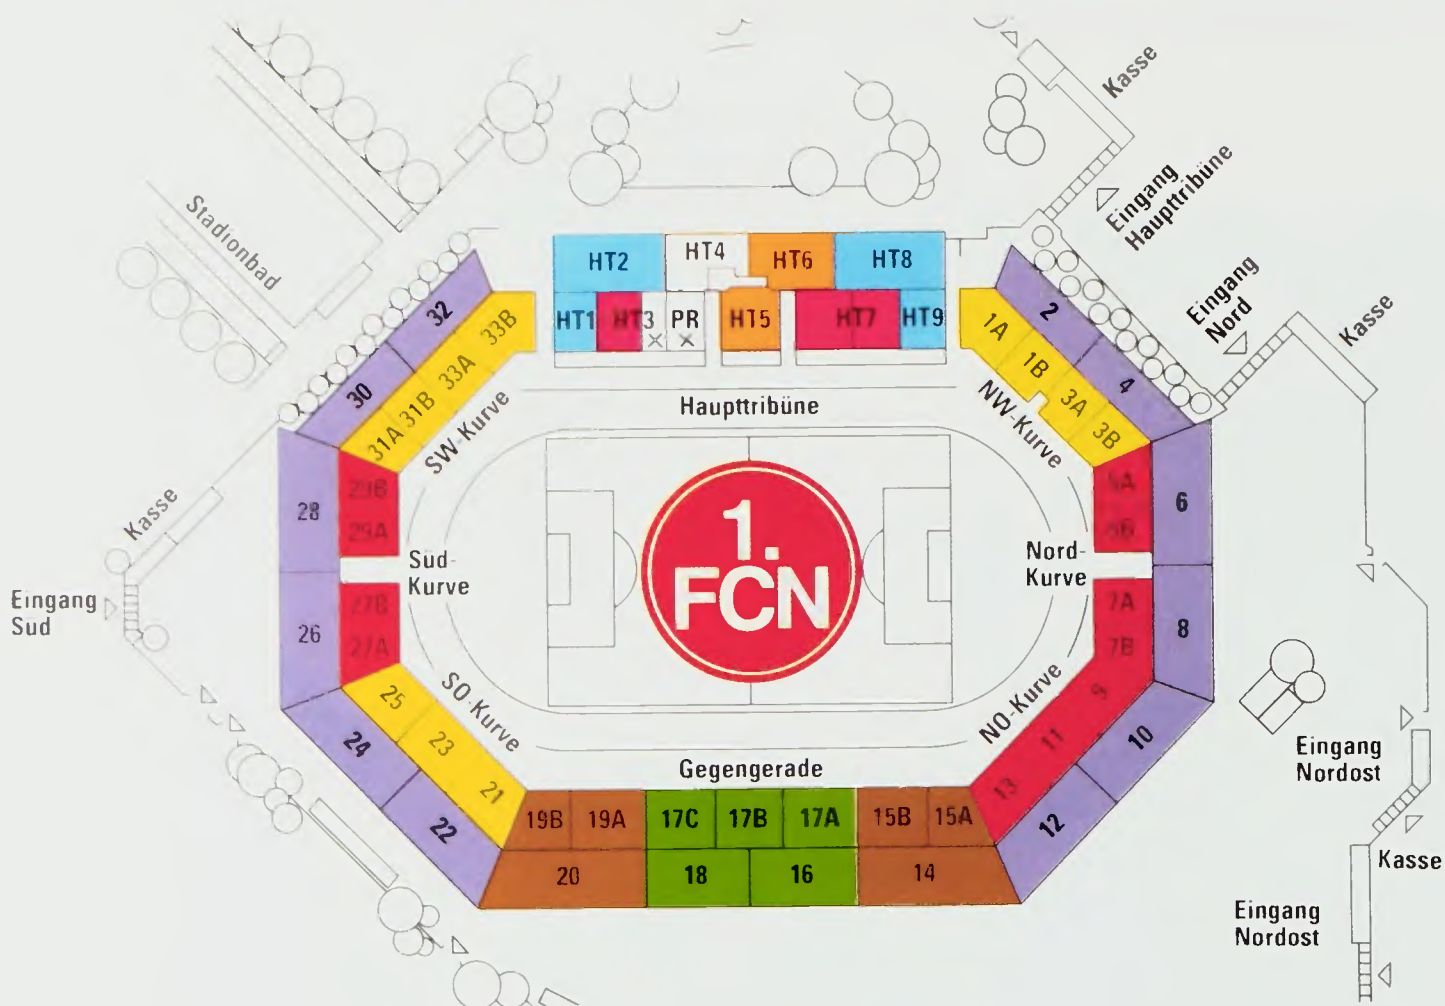 Kasse
Eingang
Haupttribüne
Stadionbad
Eingang
Nord
Kasse
HT2
HT4
HT6
HT8
HT1
HT3
PR
HT5
HT7
HT9
32
33B
30
33A
31B
31A
2
1A
1B
4
3A
3B
SW-Kurve
Haupttribüne
NW-Kurve
Kasse
28
29B
29A
5A
5B
6
1.
FCN
Süd-
Kurve
Nord-
Kurve
Eingang
Sud
26
27B
27A
7A
7B
8
25
23
21
24
22
SO-Kurve
NO-Kurve
9
11
13
10
12
Gegengerade
19B
19A
17C
17B
17A
15B
15A
20
18
16
14
Eingang
Nordost
Kasse
Eingang
Nordost